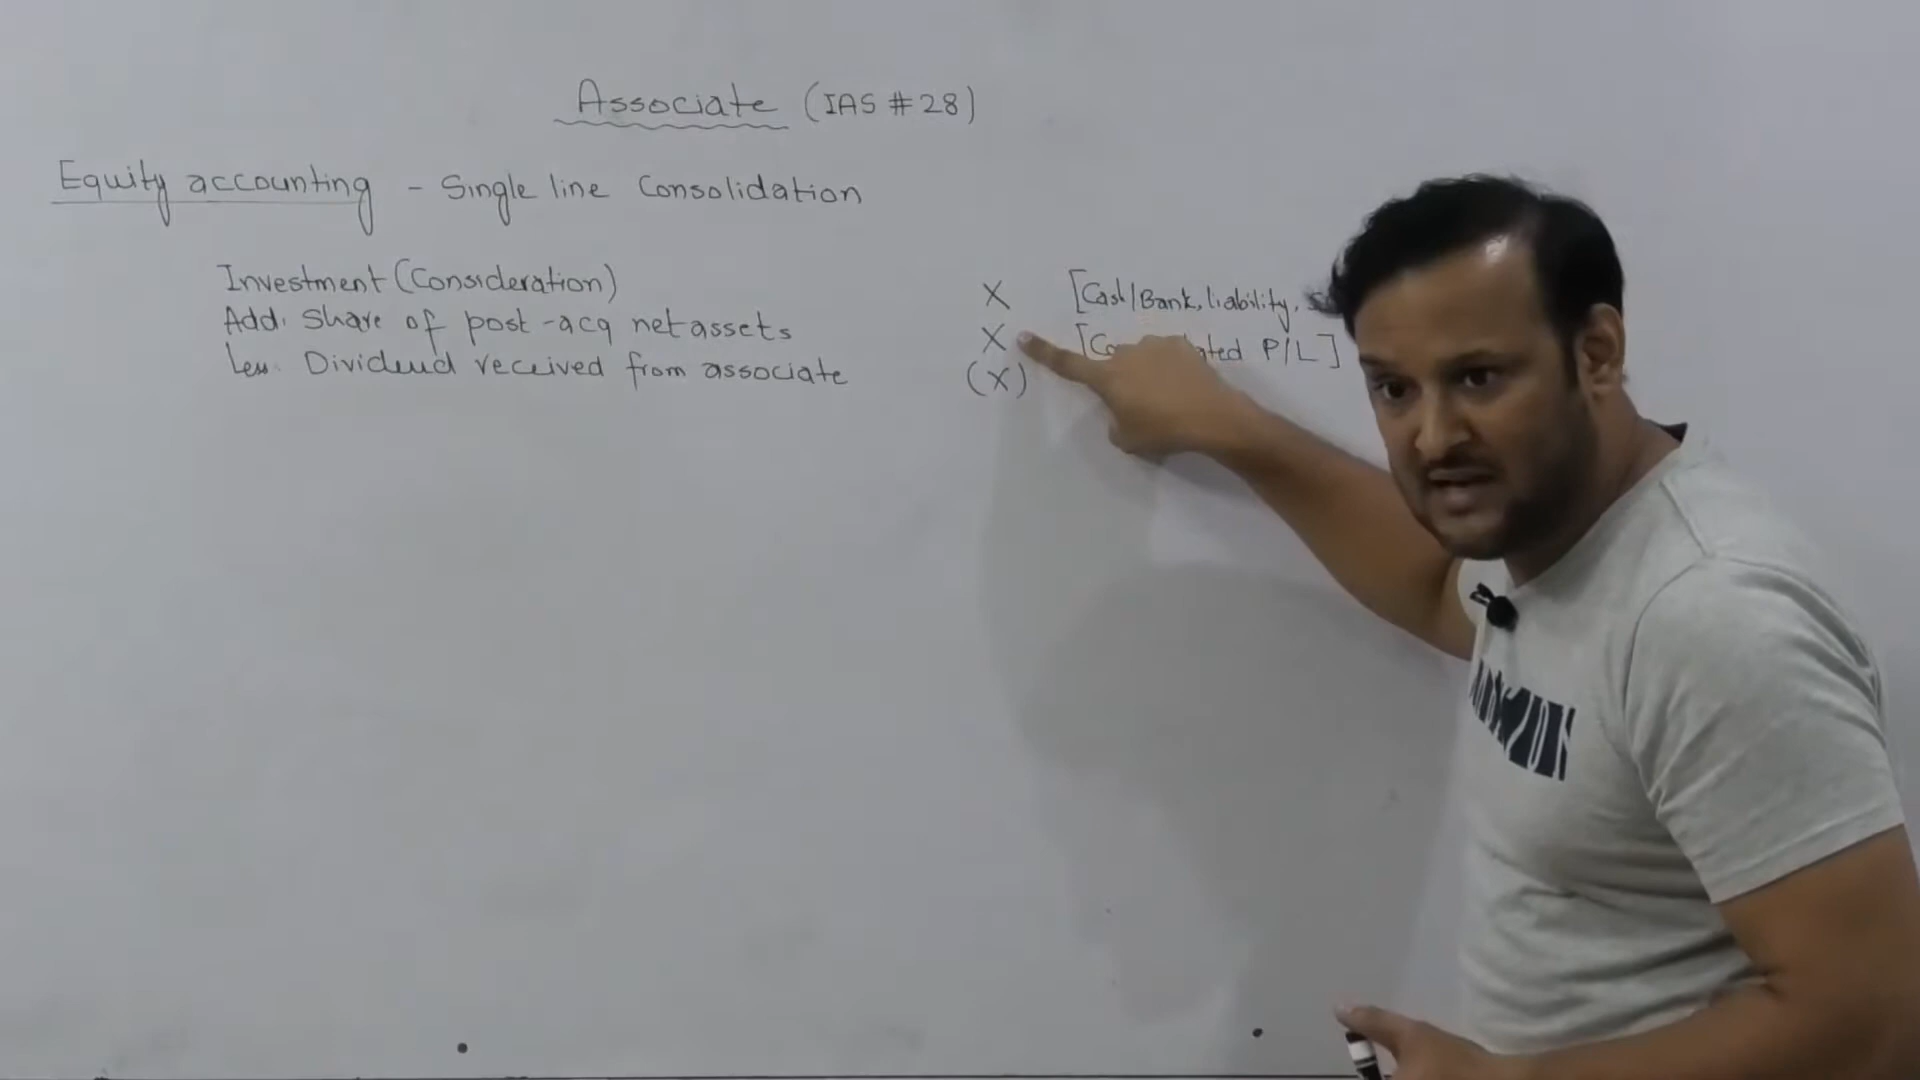 Associate (IAS # 28)
Equity accounting - Single line Consolidation
Investment (Consideration) X [Cash/Bank, liability,
Add: Share of post-acq net assets X [ P/L]
Less: Dividend received from associate (X)